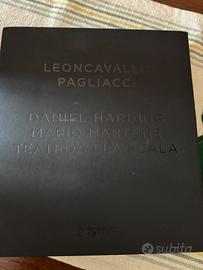 LEONCAVALLO
PAGLIACCI
DANIEL HARDING
MARIO MARTONE
TEATRO ALLA SCALA
subito